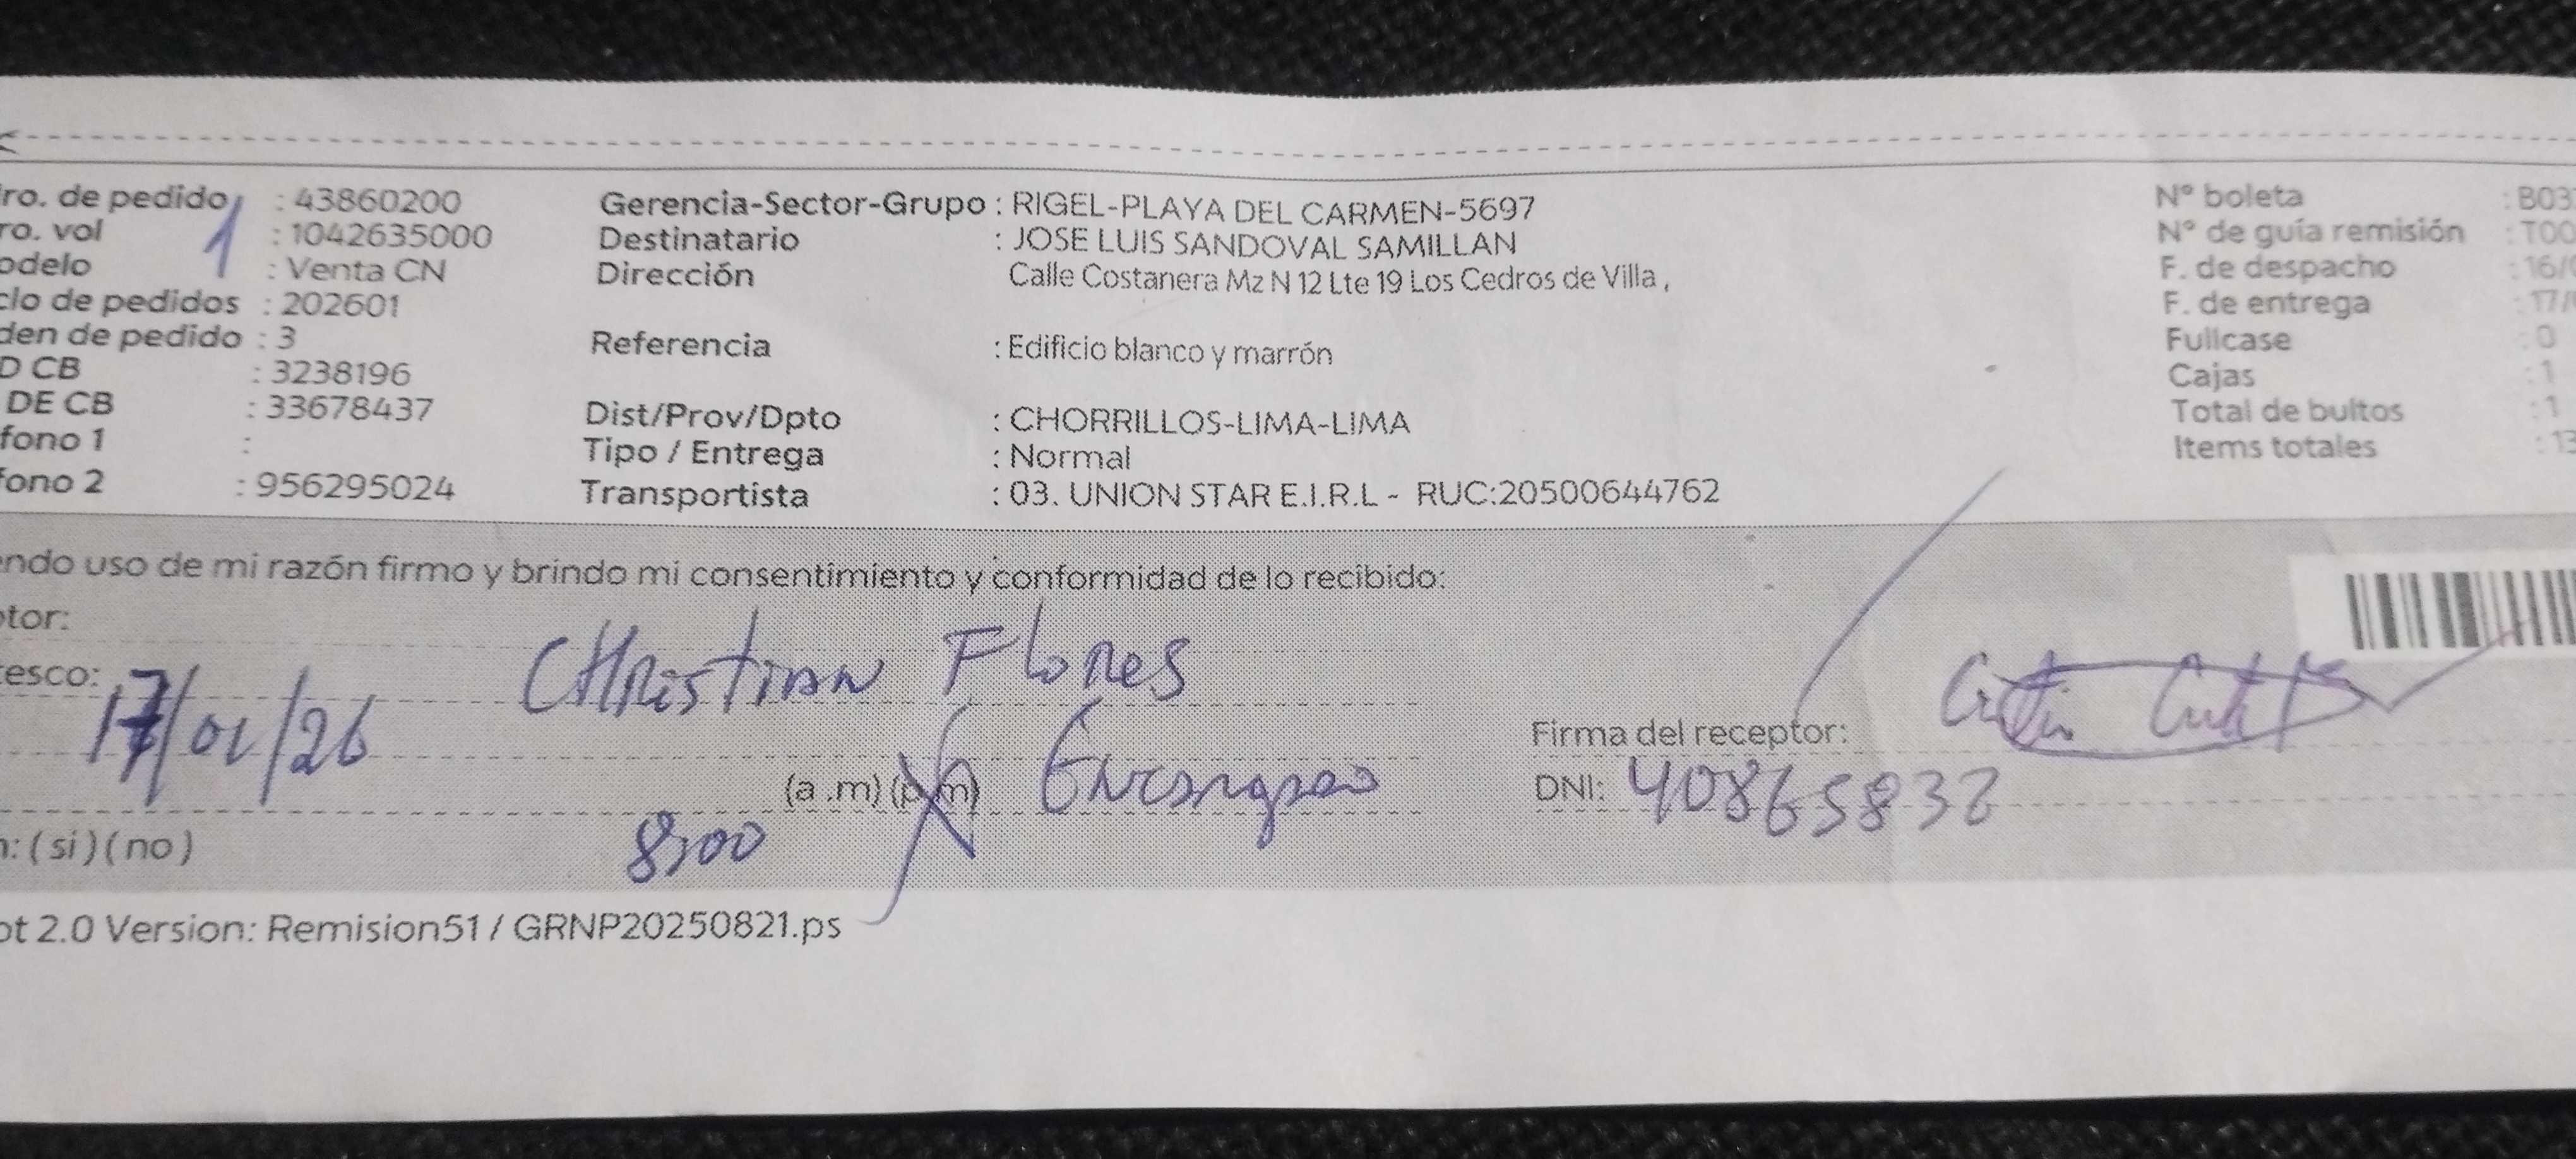 ro. de pedido : 43860200
ro. vol 1 : 1042635000
odelo : Venta CN
clo de pedidos : 202601
den de pedido : 3
D CB : 3238196
DE CB : 33678437
fono 1 :
fono 2 : 956295024
Gerencia-Sector-Grupo : RIGEL-PLAYA DEL CARMEN-5697
Destinatario : JOSE LUIS SANDOVAL SAMILLAN
Dirección Calle Costanera Mz N 12 Lte 19 Los Cedros de Villa ,
Referencia : Edificio blanco y marrón
Dist/Prov/Dpto : CHORRILLOS-LIMA-LIMA
Tipo / Entrega : Normal
Transportista : 03. UNION STAR E.I.R.L - RUC:20500644762
Nº boleta : B03
Nº de guía remisión : T00
F. de despacho : 16/
F. de entrega : 17/
Fullcase : 0
Cajas : 1
Total de bultos : 1
Items totales : 13
ndo uso de mi razón firmo y brindo mi consentimiento y conformidad de lo recibido:
tor: CHRistian Flores
esco:
17/01/26
Firma del receptor:
(a .m) (p.m) Encargado
DNI: 40865832
8:00
: ( si ) ( no )
ot 2.0 Version: Remision51 / GRNP20250821.ps